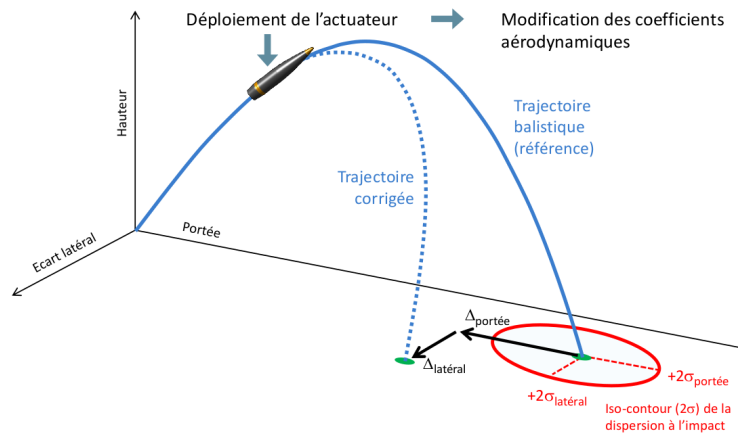 Déploiement de l’actuateur
Modification des coefficients
aérodynamiques
Hauteur
Trajectoire
balistique
(référence)
Trajectoire
corrigée
Portée
Ecart latéral
Δportée
Δlatéral
+2σportée
+2σlatéral
Iso-contour (2σ) de la
dispersion à l’impact